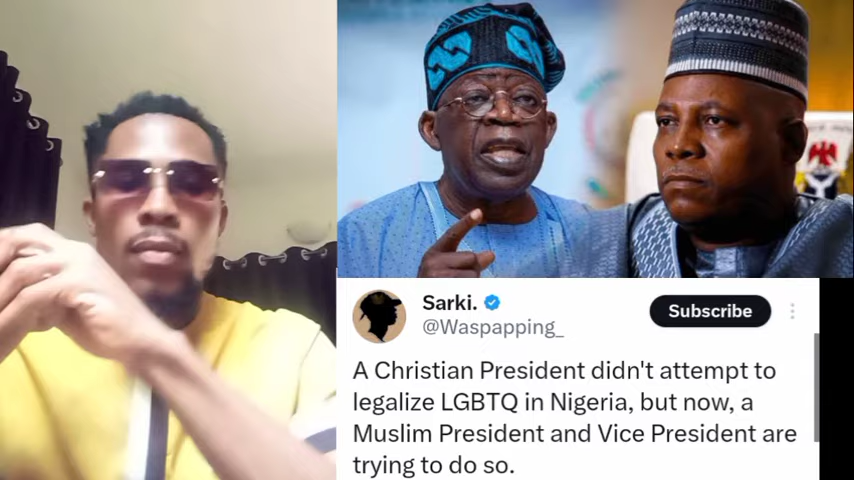 Sarki.
@Waspapping_
Subscribe
A Christian President didn't attempt to
legalize LGBTQ in Nigeria, but now, a
Muslim President and Vice President are
trying to do so.